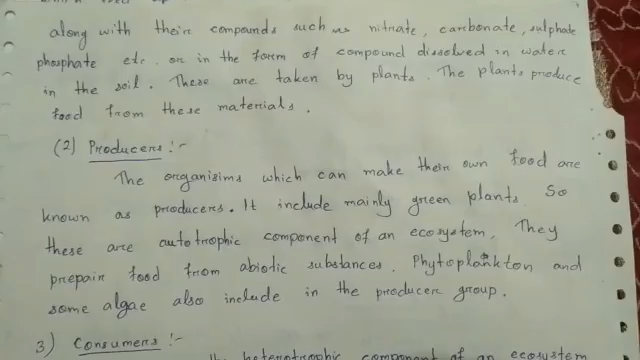 along with their compounds such as nitrate, carbonate, sulphate
phosphate etc. or in the form of compound dissolved in water
in the soil. These are taken by plants. The plants produce
food from these materials.
(2) Producers :-
The organisims which can make their own food are
known as producers. It include mainly green plants. So
these are autotrophic component of an ecosystem. They
prepair food from abiotic substances. Phytoplankton and
some algae also include in the producer group.
3) Consumers :-
the heterotrophic component of an ecosystem